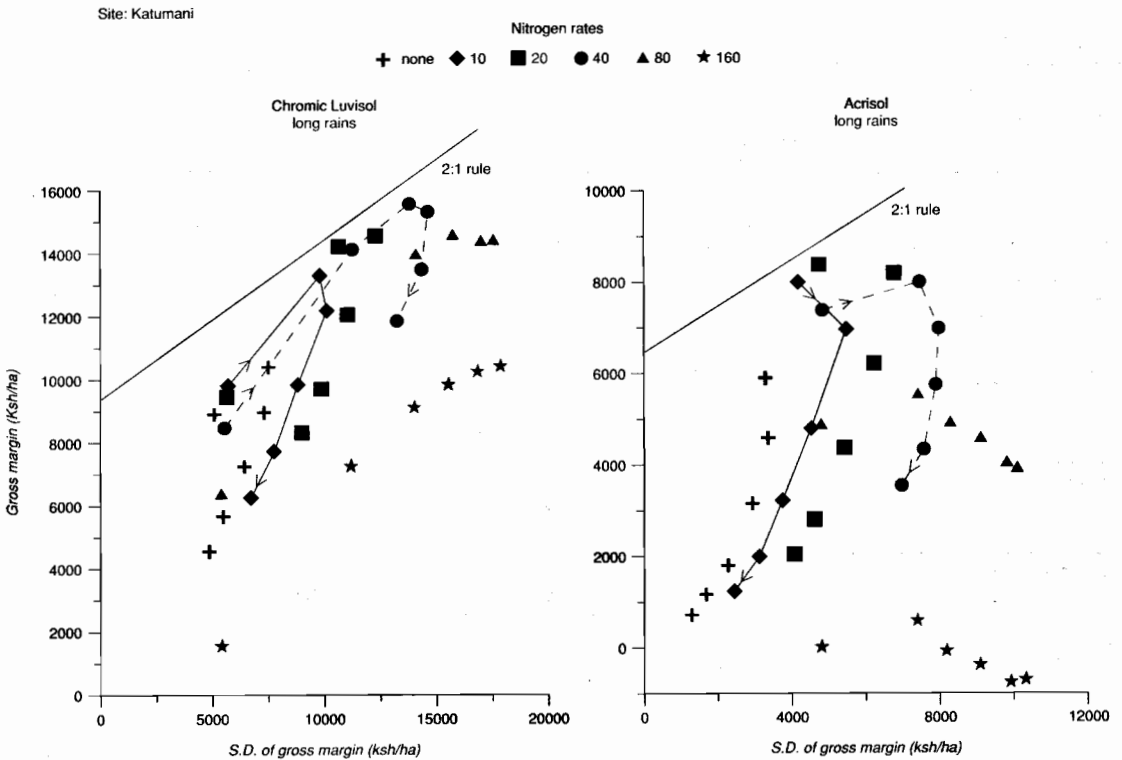 Site: Katumani
Nitrogen rates
none 10 20 40 80 160
Chromic Luvisol
long rains
2:1 rule
Gross margin (Ksh/ha)
16000
14000
12000
10000
8000
6000
4000
2000
0
0 5000 10000 15000 20000
S.D. of gross margin (ksh/ha)
Acrisol
long rains
2:1 rule
10000
8000
6000
4000
2000
0
0 4000 8000 12000
S.D. of gross margin (ksh/ha)